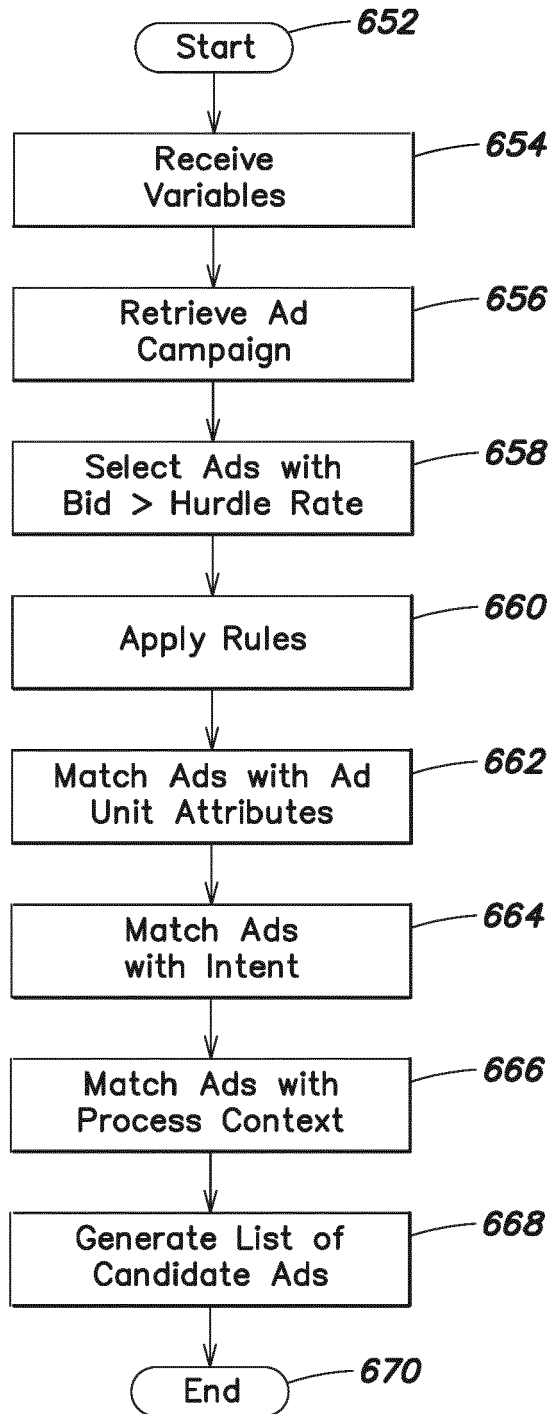 Start
652
Receive
Variables
654
Retrieve Ad
Campaign
656
Select Ads with
Bid > Hurdle Rate
658
Apply Rules
660
Match Ads with Ad
Unit Attributes
662
Match Ads
with Intent
664
Match Ads with
Process Context
666
Generate List of
Candidate Ads
668
End
670